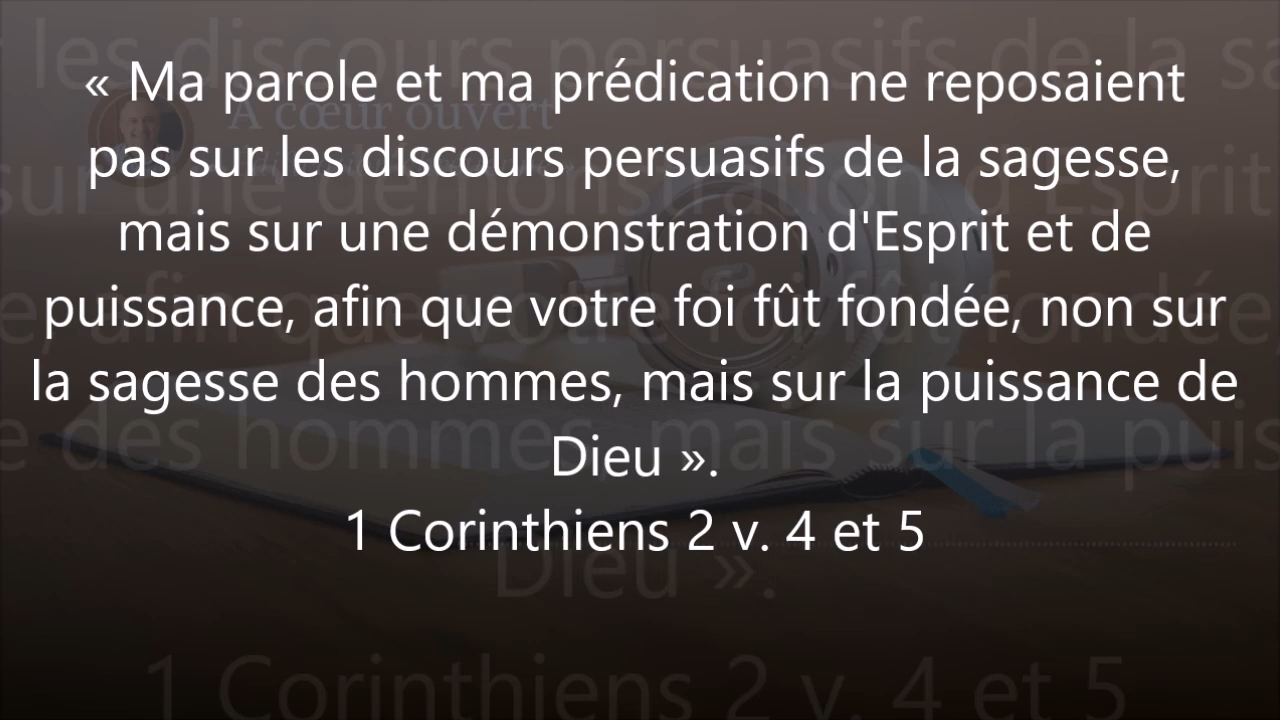 « Ma parole et ma prédication ne reposaient
pas sur les discours persuasifs de la sagesse,
mais sur une démonstration d'Esprit et de
puissance, afin que votre foi fût fondée, non sur
la sagesse des hommes, mais sur la puissance de
Dieu ».
1 Corinthiens 2 v. 4 et 5
A cœur ouvert